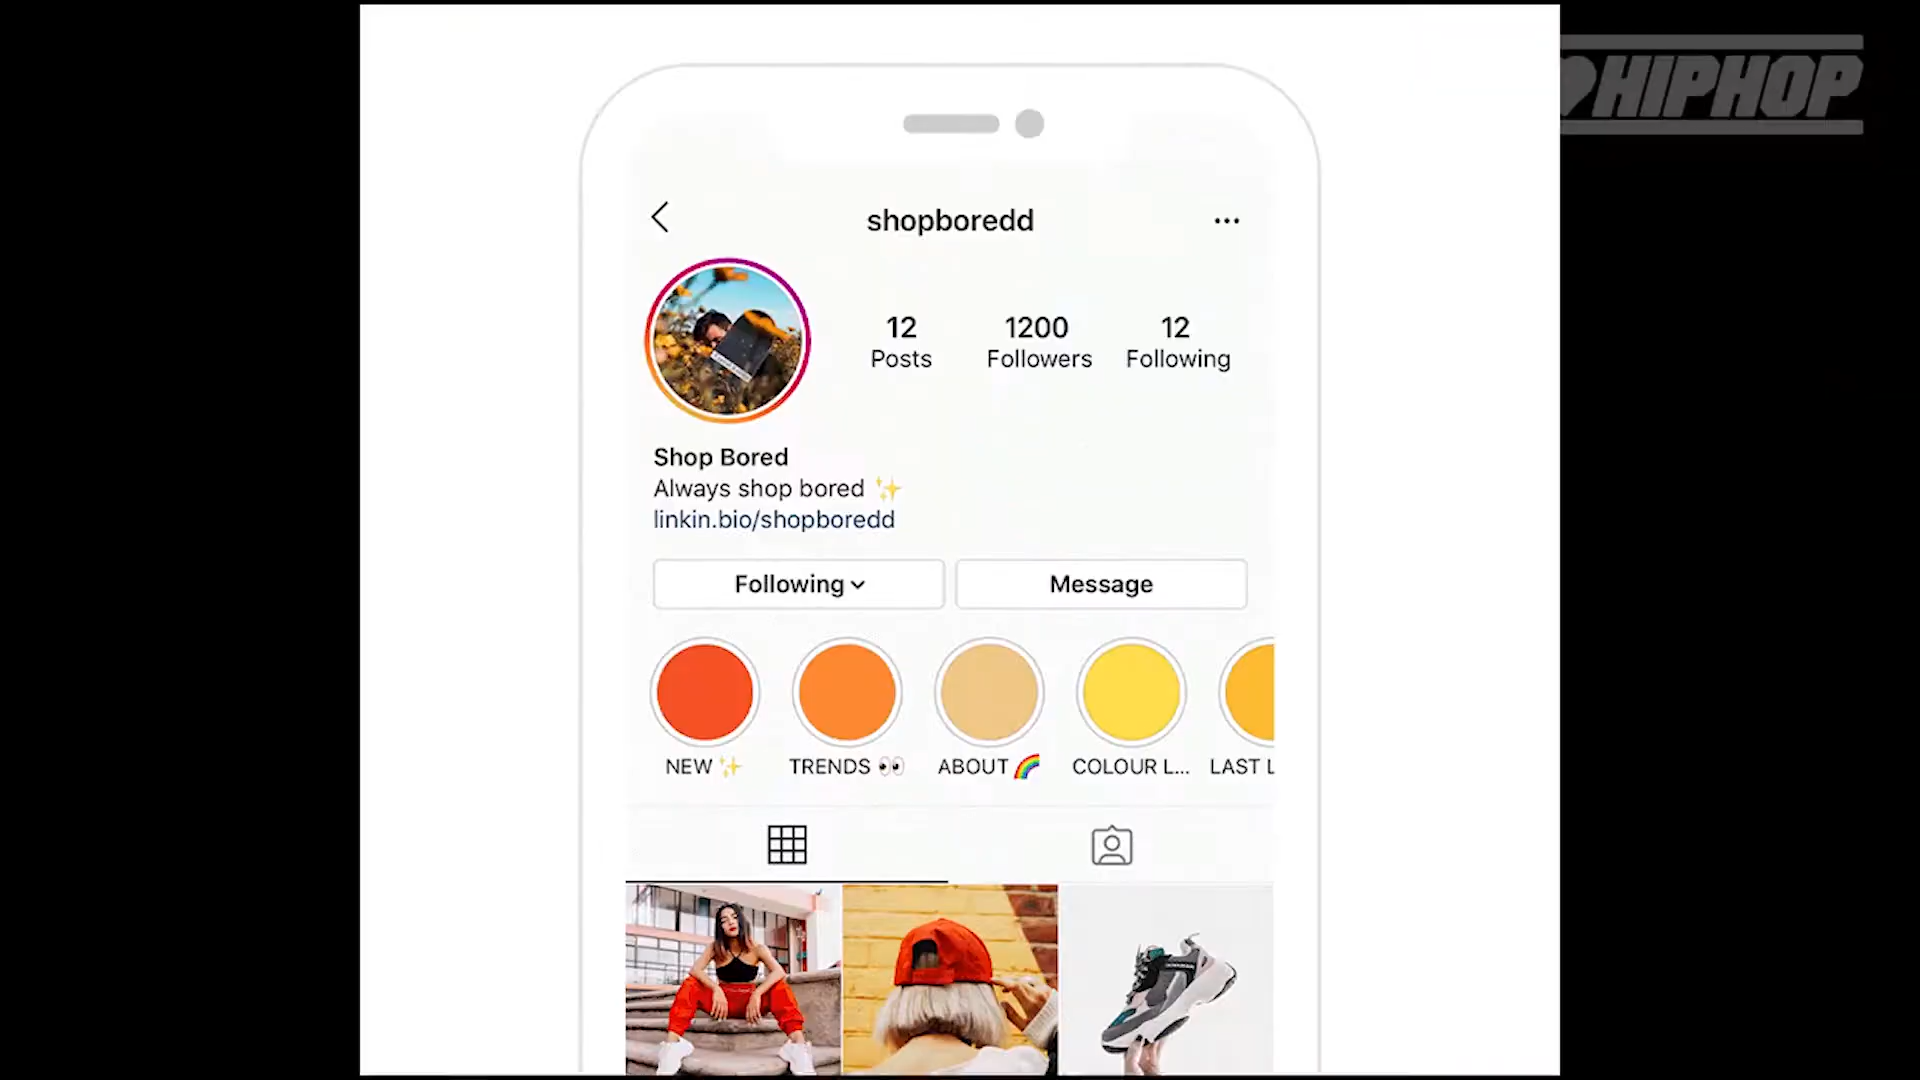 HIPHOP
shopboredd
12 1200 12
Posts Followers Following
Shop Bored
Always shop bored ✨
linkin.bio/shopboredd
Following Message
NEW ✨ TRENDS 👀 ABOUT 🌈 COLOUR L... LAST L